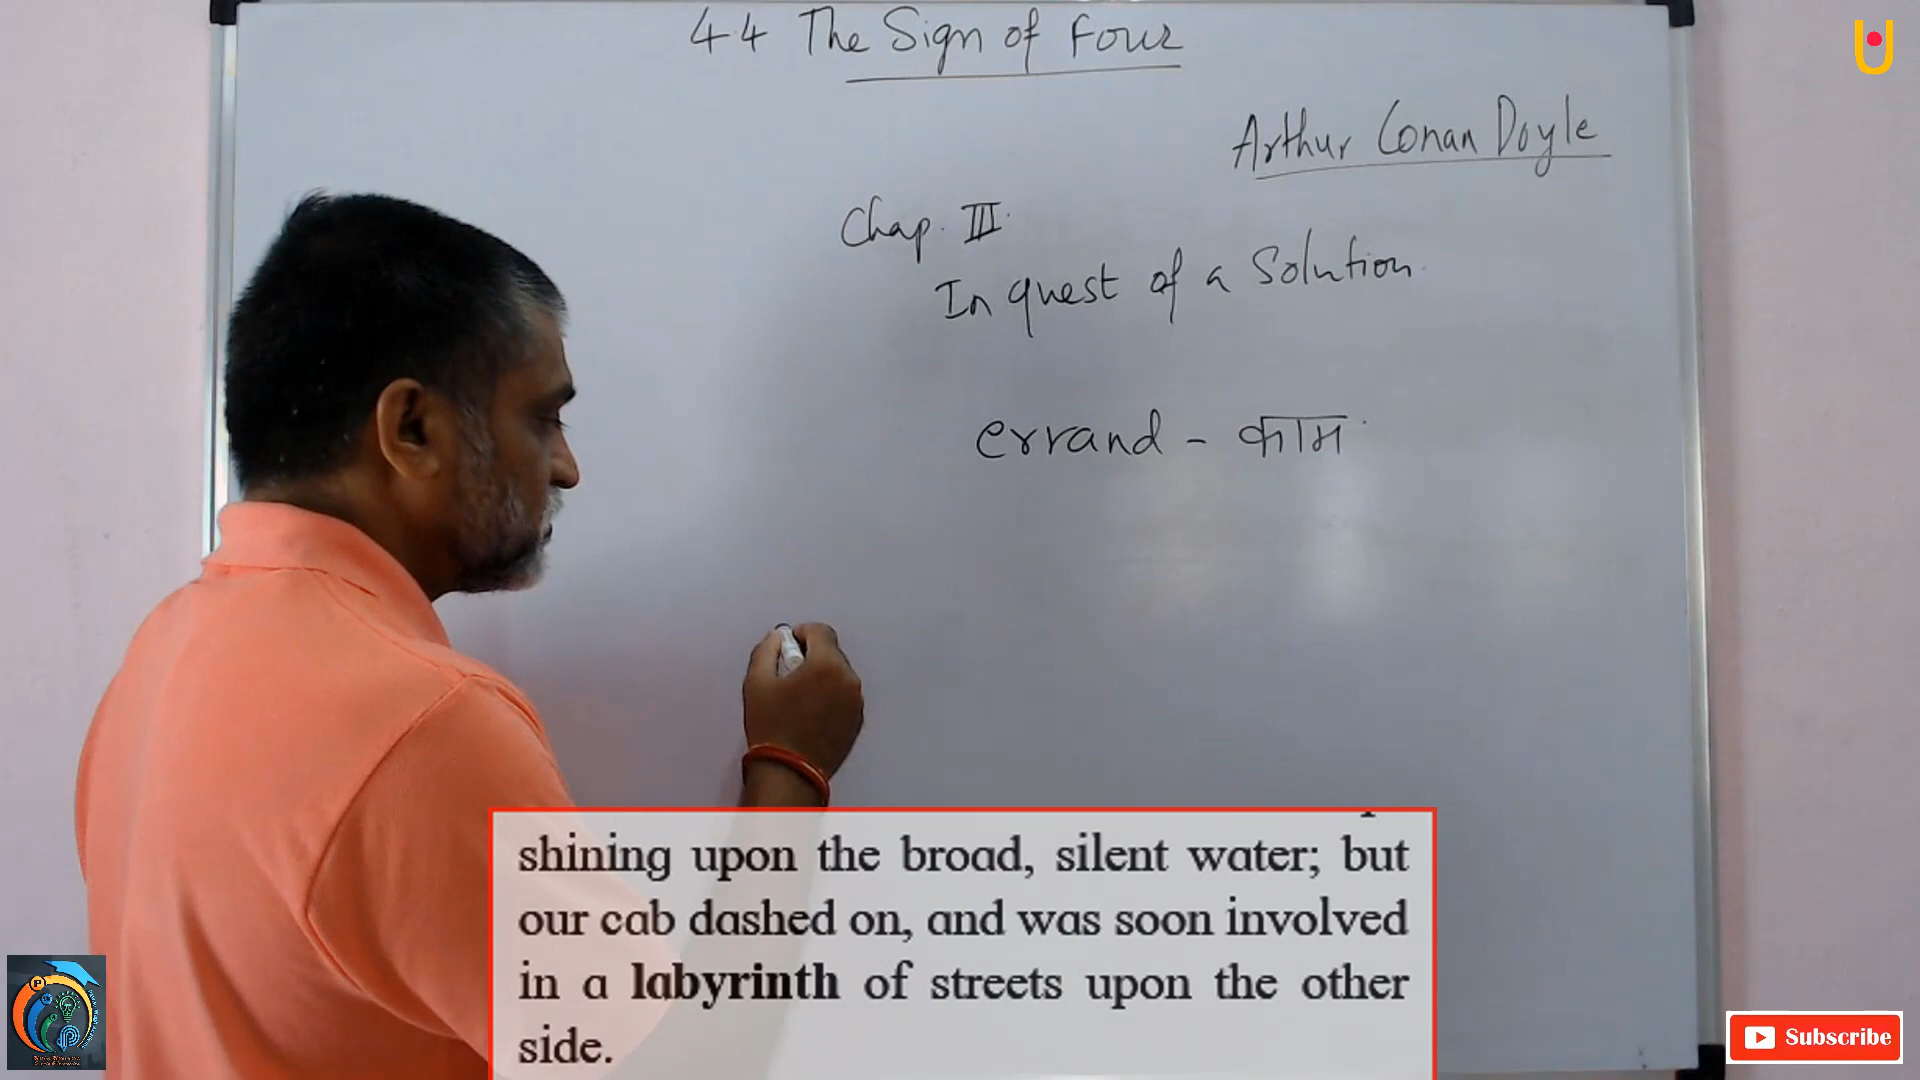 4.4 The Sign of Four
Arthur Conan Doyle
Chap. III
In quest of a Solution.
errand - काम
shining upon the broad, silent water; but
our cab dashed on, and was soon involved
in a labyrinth of streets upon the other
side.
Subscribe